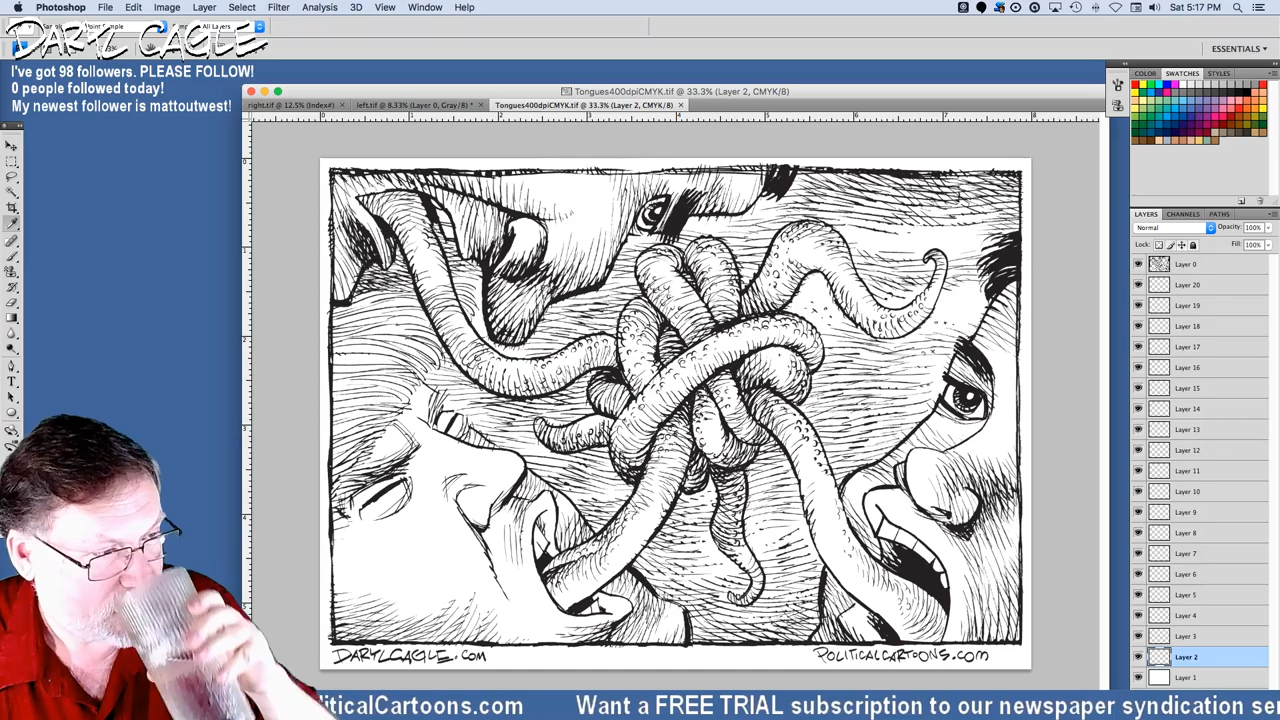 Photoshop File Edit Image Layer Select Filter Analysis 3D View Window Help Sat 5:17 PM
Point Sample All Layers
DARYL CAGLE
ESSENTIALS
I've got 98 followers. PLEASE FOLLOW!
0 people followed today!
My newest follower is mattoutwest!
Tongues400dpiCMYK.tif @ 33.3% (Layer 2, CMYK/8)
right.tif @ 12.5% (Index#) × left.tif @ 8.33% (Layer 0, Gray/8) * × Tongues400dpiCMYK.tif @ 33.3% (Layer 2, CMYK/8) ×
COLOR SWATCHES STYLES
LAYERS CHANNELS PATHS
Normal Opacity: 100%
Lock: Fill: 100%
Layer 0
Layer 20
Layer 19
Layer 18
Layer 17
Layer 16
Layer 15
Layer 14
Layer 13
Layer 12
Layer 11
Layer 10
Layer 9
Layer 8
Layer 7
Layer 6
Layer 5
Layer 4
Layer 3
Layer 2
Layer 1
DARYLCAGLE.com
POLITICALCARTOONS.com
liticalCartoons.com Want a FREE TRIAL subscription to our newspaper syndication se